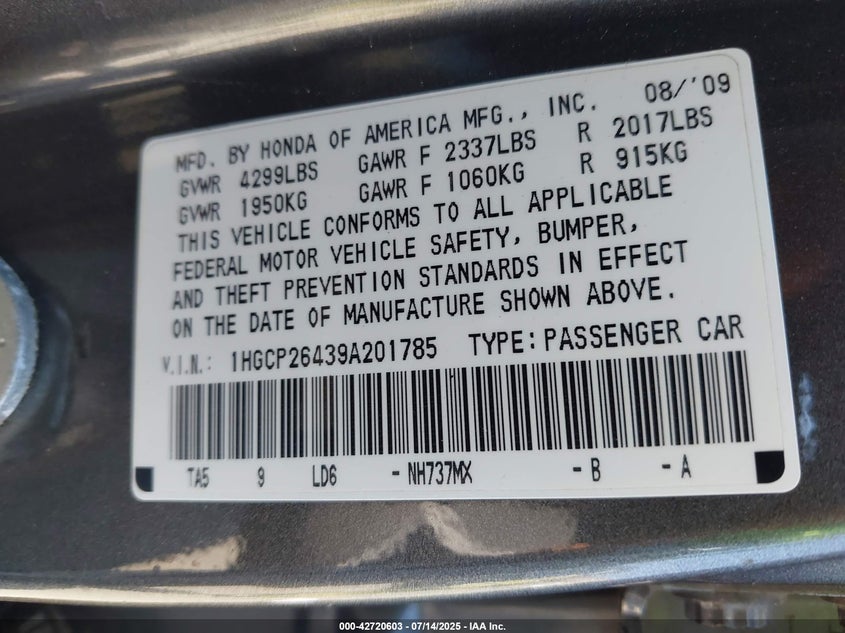 MFD. BY HONDA OF AMERICA MFG., INC. 08/'09
GVWR 4299LBS GAWR F 2337LBS R 2017LBS
GVWR 1950KG GAWR F 1060KG R 915KG
THIS VEHICLE CONFORMS TO ALL APPLICABLE
FEDERAL MOTOR VEHICLE SAFETY, BUMPER,
AND THEFT PREVENTION STANDARDS IN EFFECT
ON THE DATE OF MANUFACTURE SHOWN ABOVE.
V.I.N.: 1HGCP26439A201785 TYPE:PASSENGER CAR
TA5 9 LD6 -NH737MX -B -A
000-42720603 - 07/14/2025 - IAA Inc.